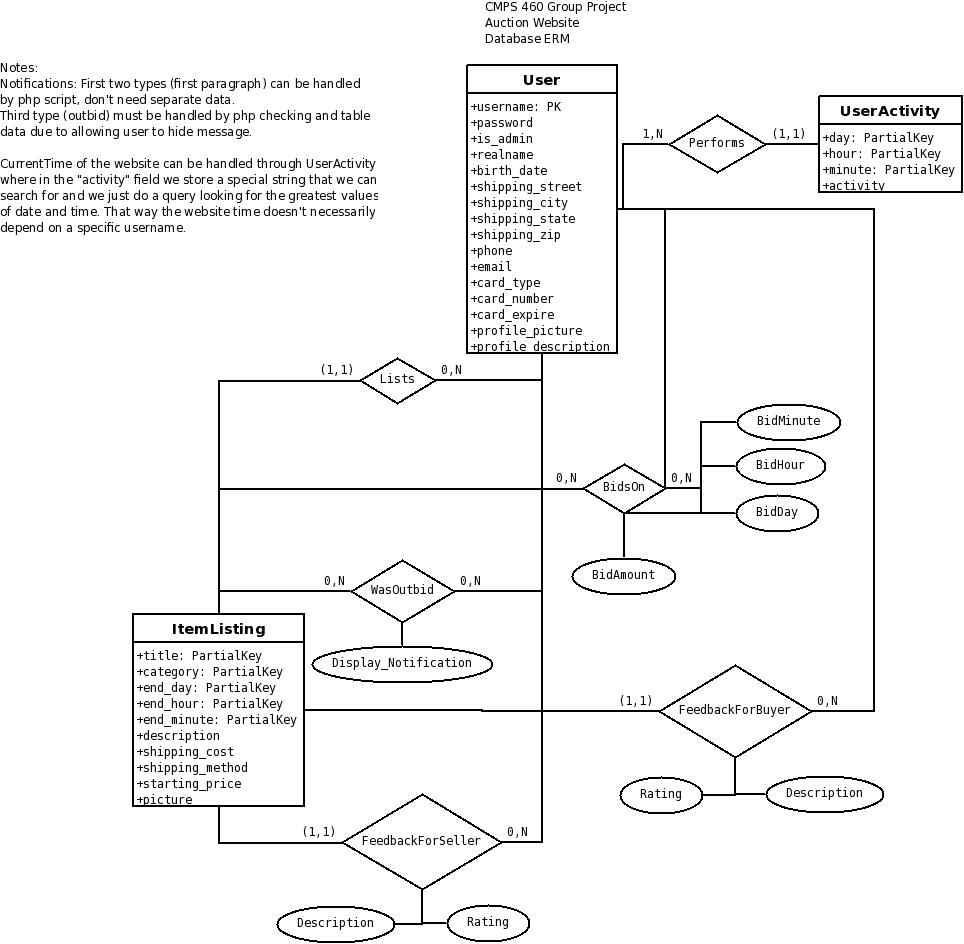 CMPS 460 Group Project
Auction Website
Database ERM
Notes:
Notifications: First two types (first paragraph) can be handled
by php script, don't need separate data.
Third type (outbid) must be handled by php checking and table
data due to allowing user to hide message.
CurrentTime of the website can be handled through UserActivity
where in the "activity" field we store a special string that we can
search for and we just do a query looking for the greatest values
of date and time. That way the website time doesn't necessarily
depend on a specific username.
User
+username: PK
+password
+is_admin
+realname
+birth_date
+shipping_street
+shipping_city
+shipping_state
+shipping_zip
+phone
+email
+card_type
+card_number
+card_expire
+profile_picture
+profile_description
1,N
Performs
(1,1)
UserActivity
+day: PartialKey
+hour: PartialKey
+minute: PartialKey
+activity
(1,1)
Lists
0,N
0,N
BidsOn
0,N
BidMinute
BidHour
BidDay
BidAmount
0,N
WasOutbid
0,N
Display_Notification
ItemListing
+title: PartialKey
+category: PartialKey
+end_day: PartialKey
+end_hour: PartialKey
+end_minute: PartialKey
+description
+shipping_cost
+shipping_method
+starting_price
+picture
(1,1)
FeedbackForBuyer
0,N
Rating
Description
(1,1)
FeedbackForSeller
0,N
Description
Rating